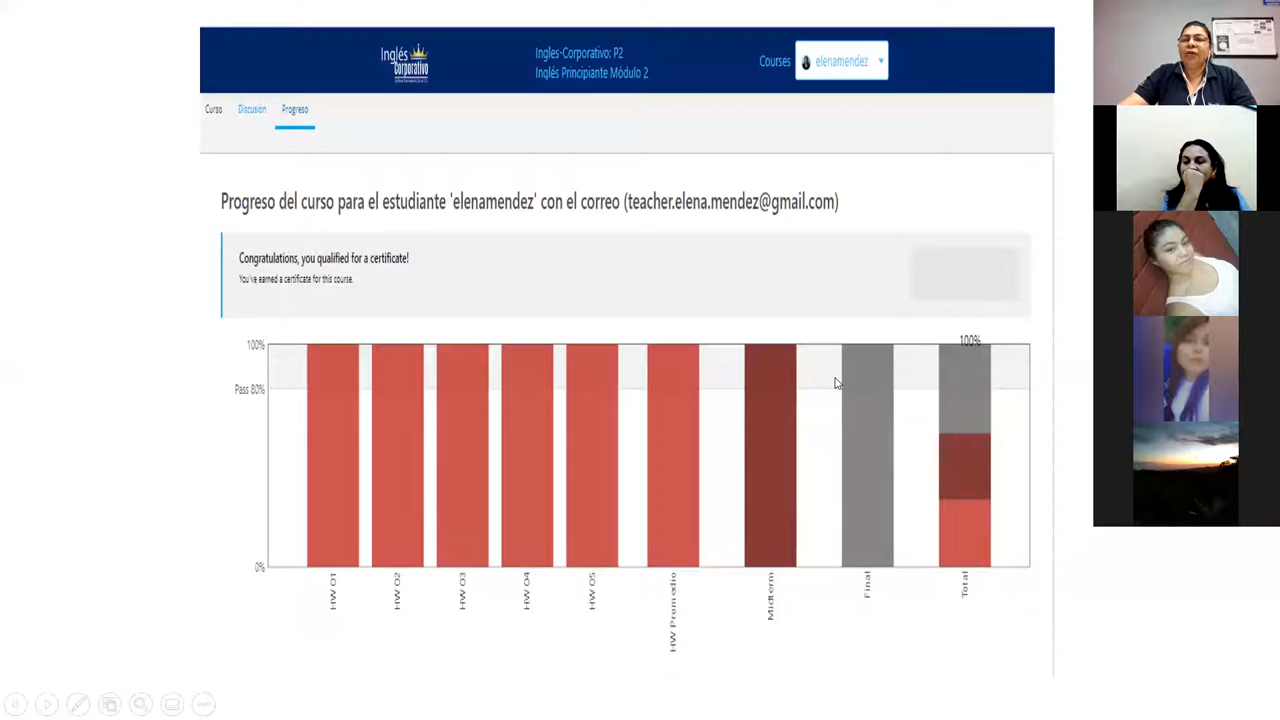 Inglés
Corporativo
Ingles-Corporativo: P2
Inglés Principiante Módulo 2
Courses
elenamendez
Curso
Discusión
Progreso
Progreso del curso para el estudiante 'elenamendez' con el correo (teacher.elena.mendez@gmail.com)
Congratulations, you qualified for a certificate!
You've earned a certificate for this course.
100%
100%
Pass 80%
0%
HW 01
HW 02
HW 03
HW 04
HW 05
HW Promedio
Midterm
Final
Total